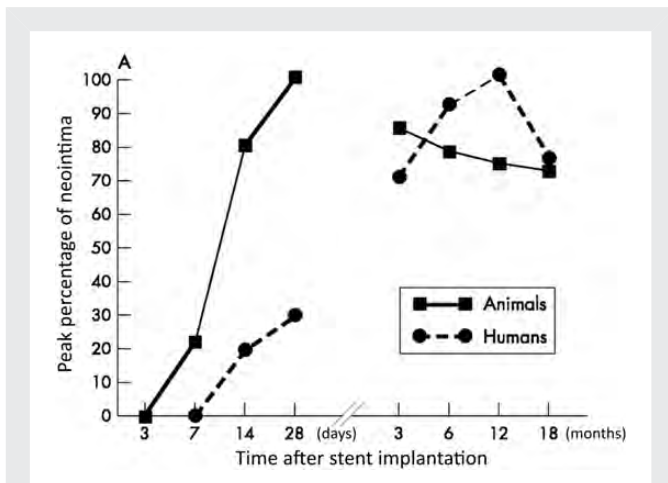 A
100
90
80
70
60
50
40
30
20
10
0
Peak percentage of neointima
Animals
Humans
3 7 14 28 (days) 3 6 12 18 (months)
Time after stent implantation